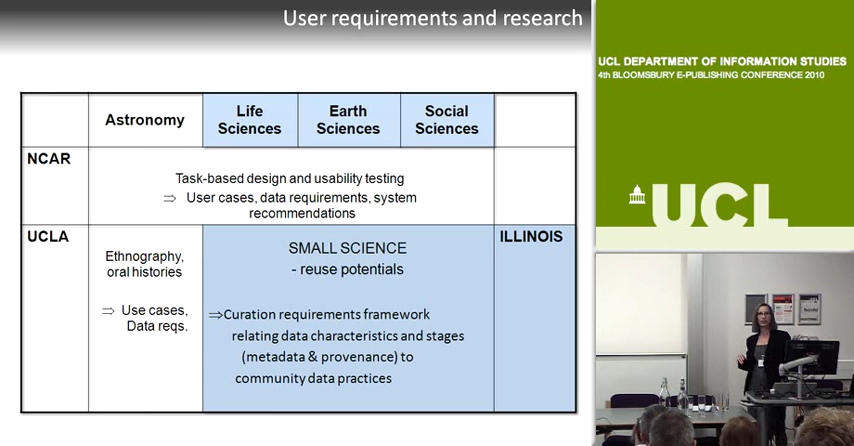 User requirements and research
Astronomy
Life
Sciences
Earth
Sciences
Social
Sciences
NCAR
Task-based design and usability testing
⇒ User cases, data requirements, system
recommendations
UCLA
Ethnography,
oral histories
⇒ Use cases,
Data reqs.
SMALL SCIENCE
- reuse potentials
⇒Curation requirements framework
relating data characteristics and stages
(metadata & provenance) to
community data practices
ILLINOIS
UCL DEPARTMENT OF INFORMATION STUDIES
4TH BLOOMSBURY E-PUBLISHING CONFERENCE 2010
UCL